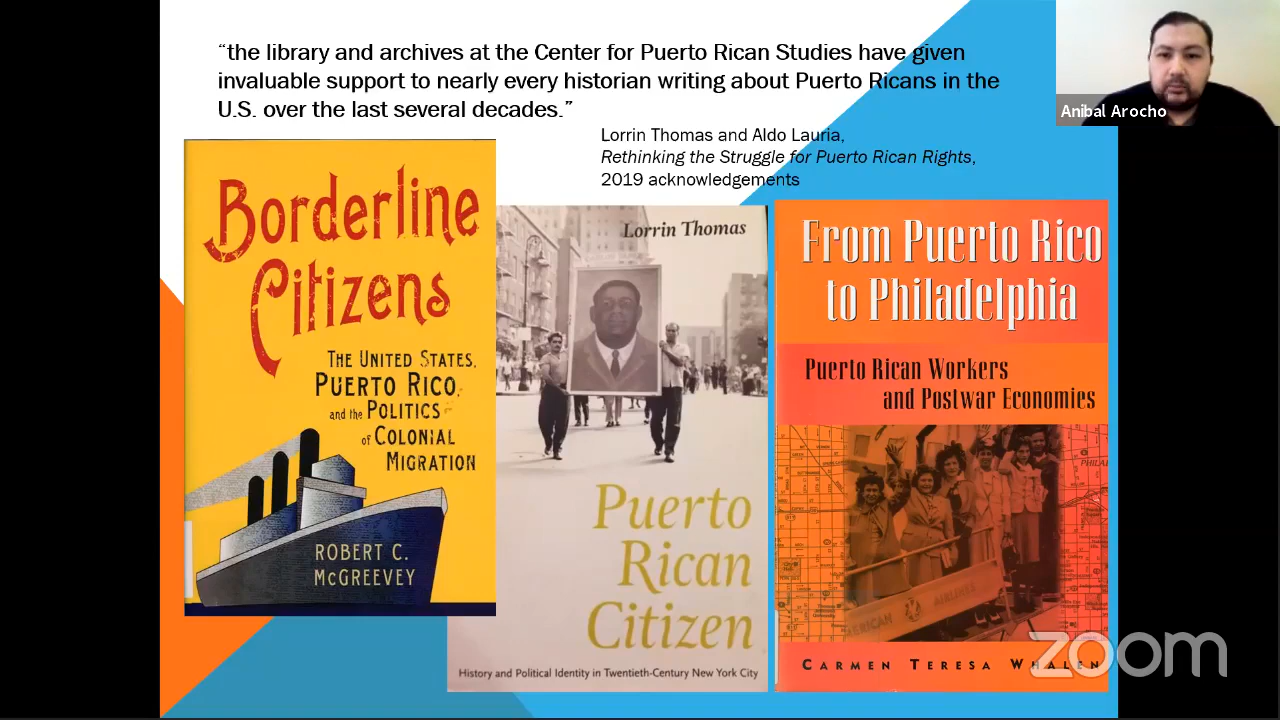 “the library and archives at the Center for Puerto Rican Studies have given
invaluable support to nearly every historian writing about Puerto Ricans in the
U.S. over the last several decades.”
Lorrin Thomas and Aldo Lauria,
Rethinking the Struggle for Puerto Rican Rights,
2019 acknowledgements
Anibal Arocho
Borderline
Citizens
THE UNITED STATES,
PUERTO RICO,
and the POLITICS
of COLONIAL
MIGRATION
ROBERT C.
MCGREEVEY
Lorrin Thomas
Puerto
Rican
Citizen
History and Political Identity in Twentieth-Century New York City
From Puerto Rico
to Philadelphia
Puerto Rican Workers
and Postwar Economies
AIRLINES
CARMEN TERESA WHALEN
zoom